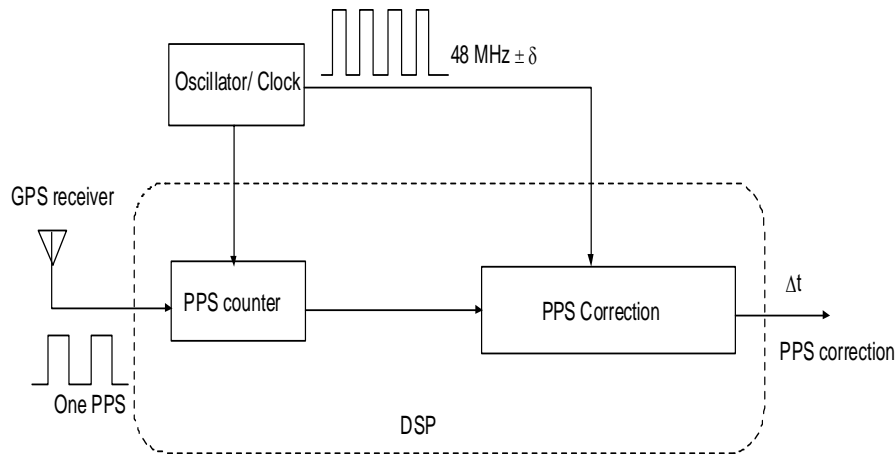 48 MHz ± δ
Oscillator/ Clock
GPS receiver
PPS counter
PPS Correction
Δt
PPS correction
One PPS
DSP